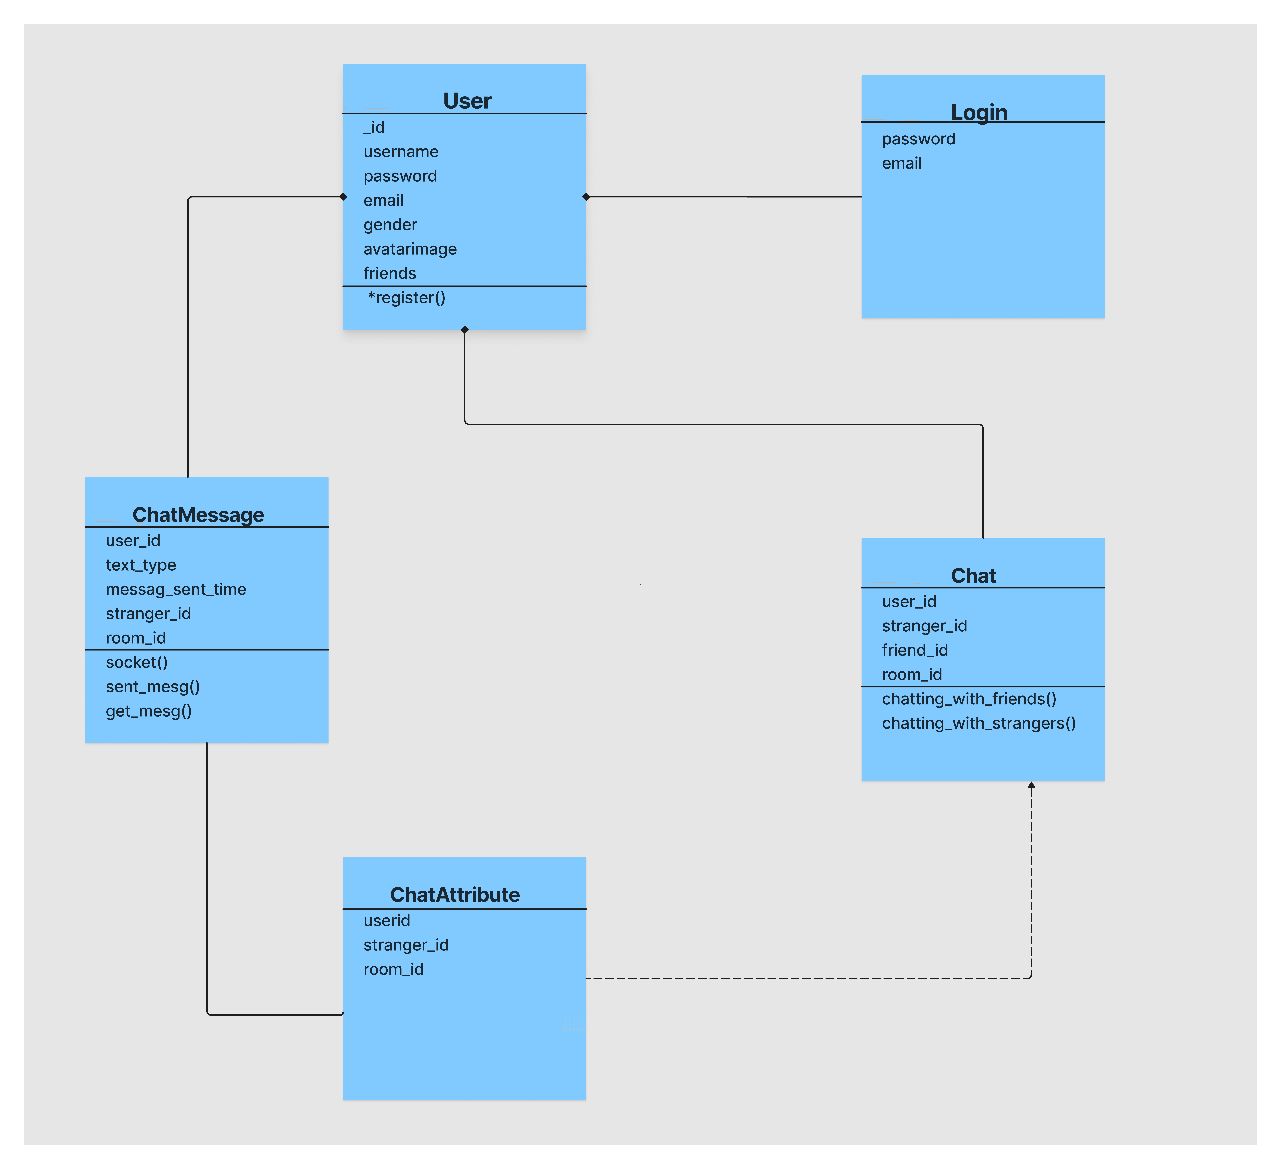 User
_id
username
password
email
gender
avatarimage
friends
*register()
Login
password
email
ChatMessage
user_id
text_type
messag_sent_time
stranger_id
room_id
socket()
sent_mesg()
get_mesg()
Chat
user_id
stranger_id
friend_id
room_id
chatting_with_friends()
chatting_with_strangers()
ChatAttribute
userid
stranger_id
room_id